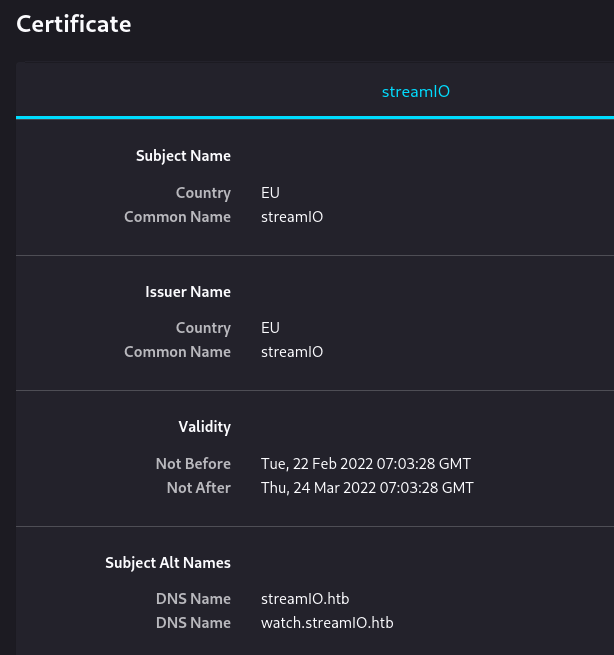 Certificate
streamIO
Subject Name
Country EU
Common Name streamIO
Issuer Name
Country EU
Common Name streamIO
Validity
Not Before Tue, 22 Feb 2022 07:03:28 GMT
Not After Thu, 24 Mar 2022 07:03:28 GMT
Subject Alt Names
DNS Name streamIO.htb
DNS Name watch.streamIO.htb